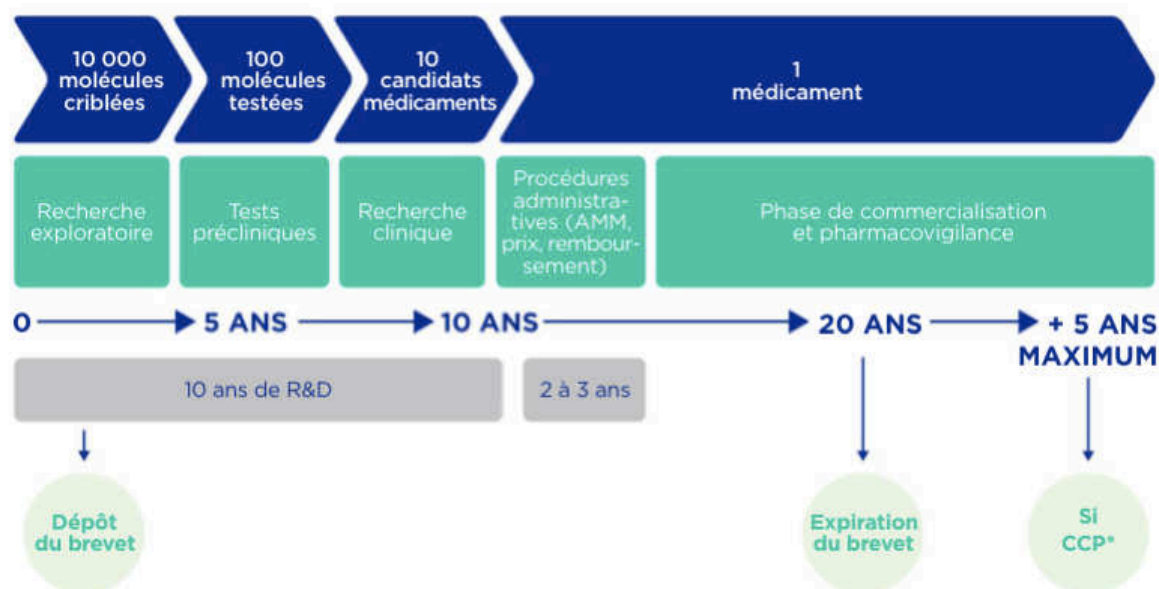 10 000
molécules
criblées
100
molécules
testées
10
candidats
médicaments
1
médicament
Recherche
exploratoire
Tests
précliniques
Recherche
clinique
Procédures
administra-
tives (AMM,
prix, rembour-
sement)
Phase de commercialisation
et pharmacovigilance
0
5 ANS
10 ANS
20 ANS
+ 5 ANS
MAXIMUM
10 ans de R&D
2 à 3 ans
Dépôt
du brevet
Expiration
du brevet
Si
CCP*